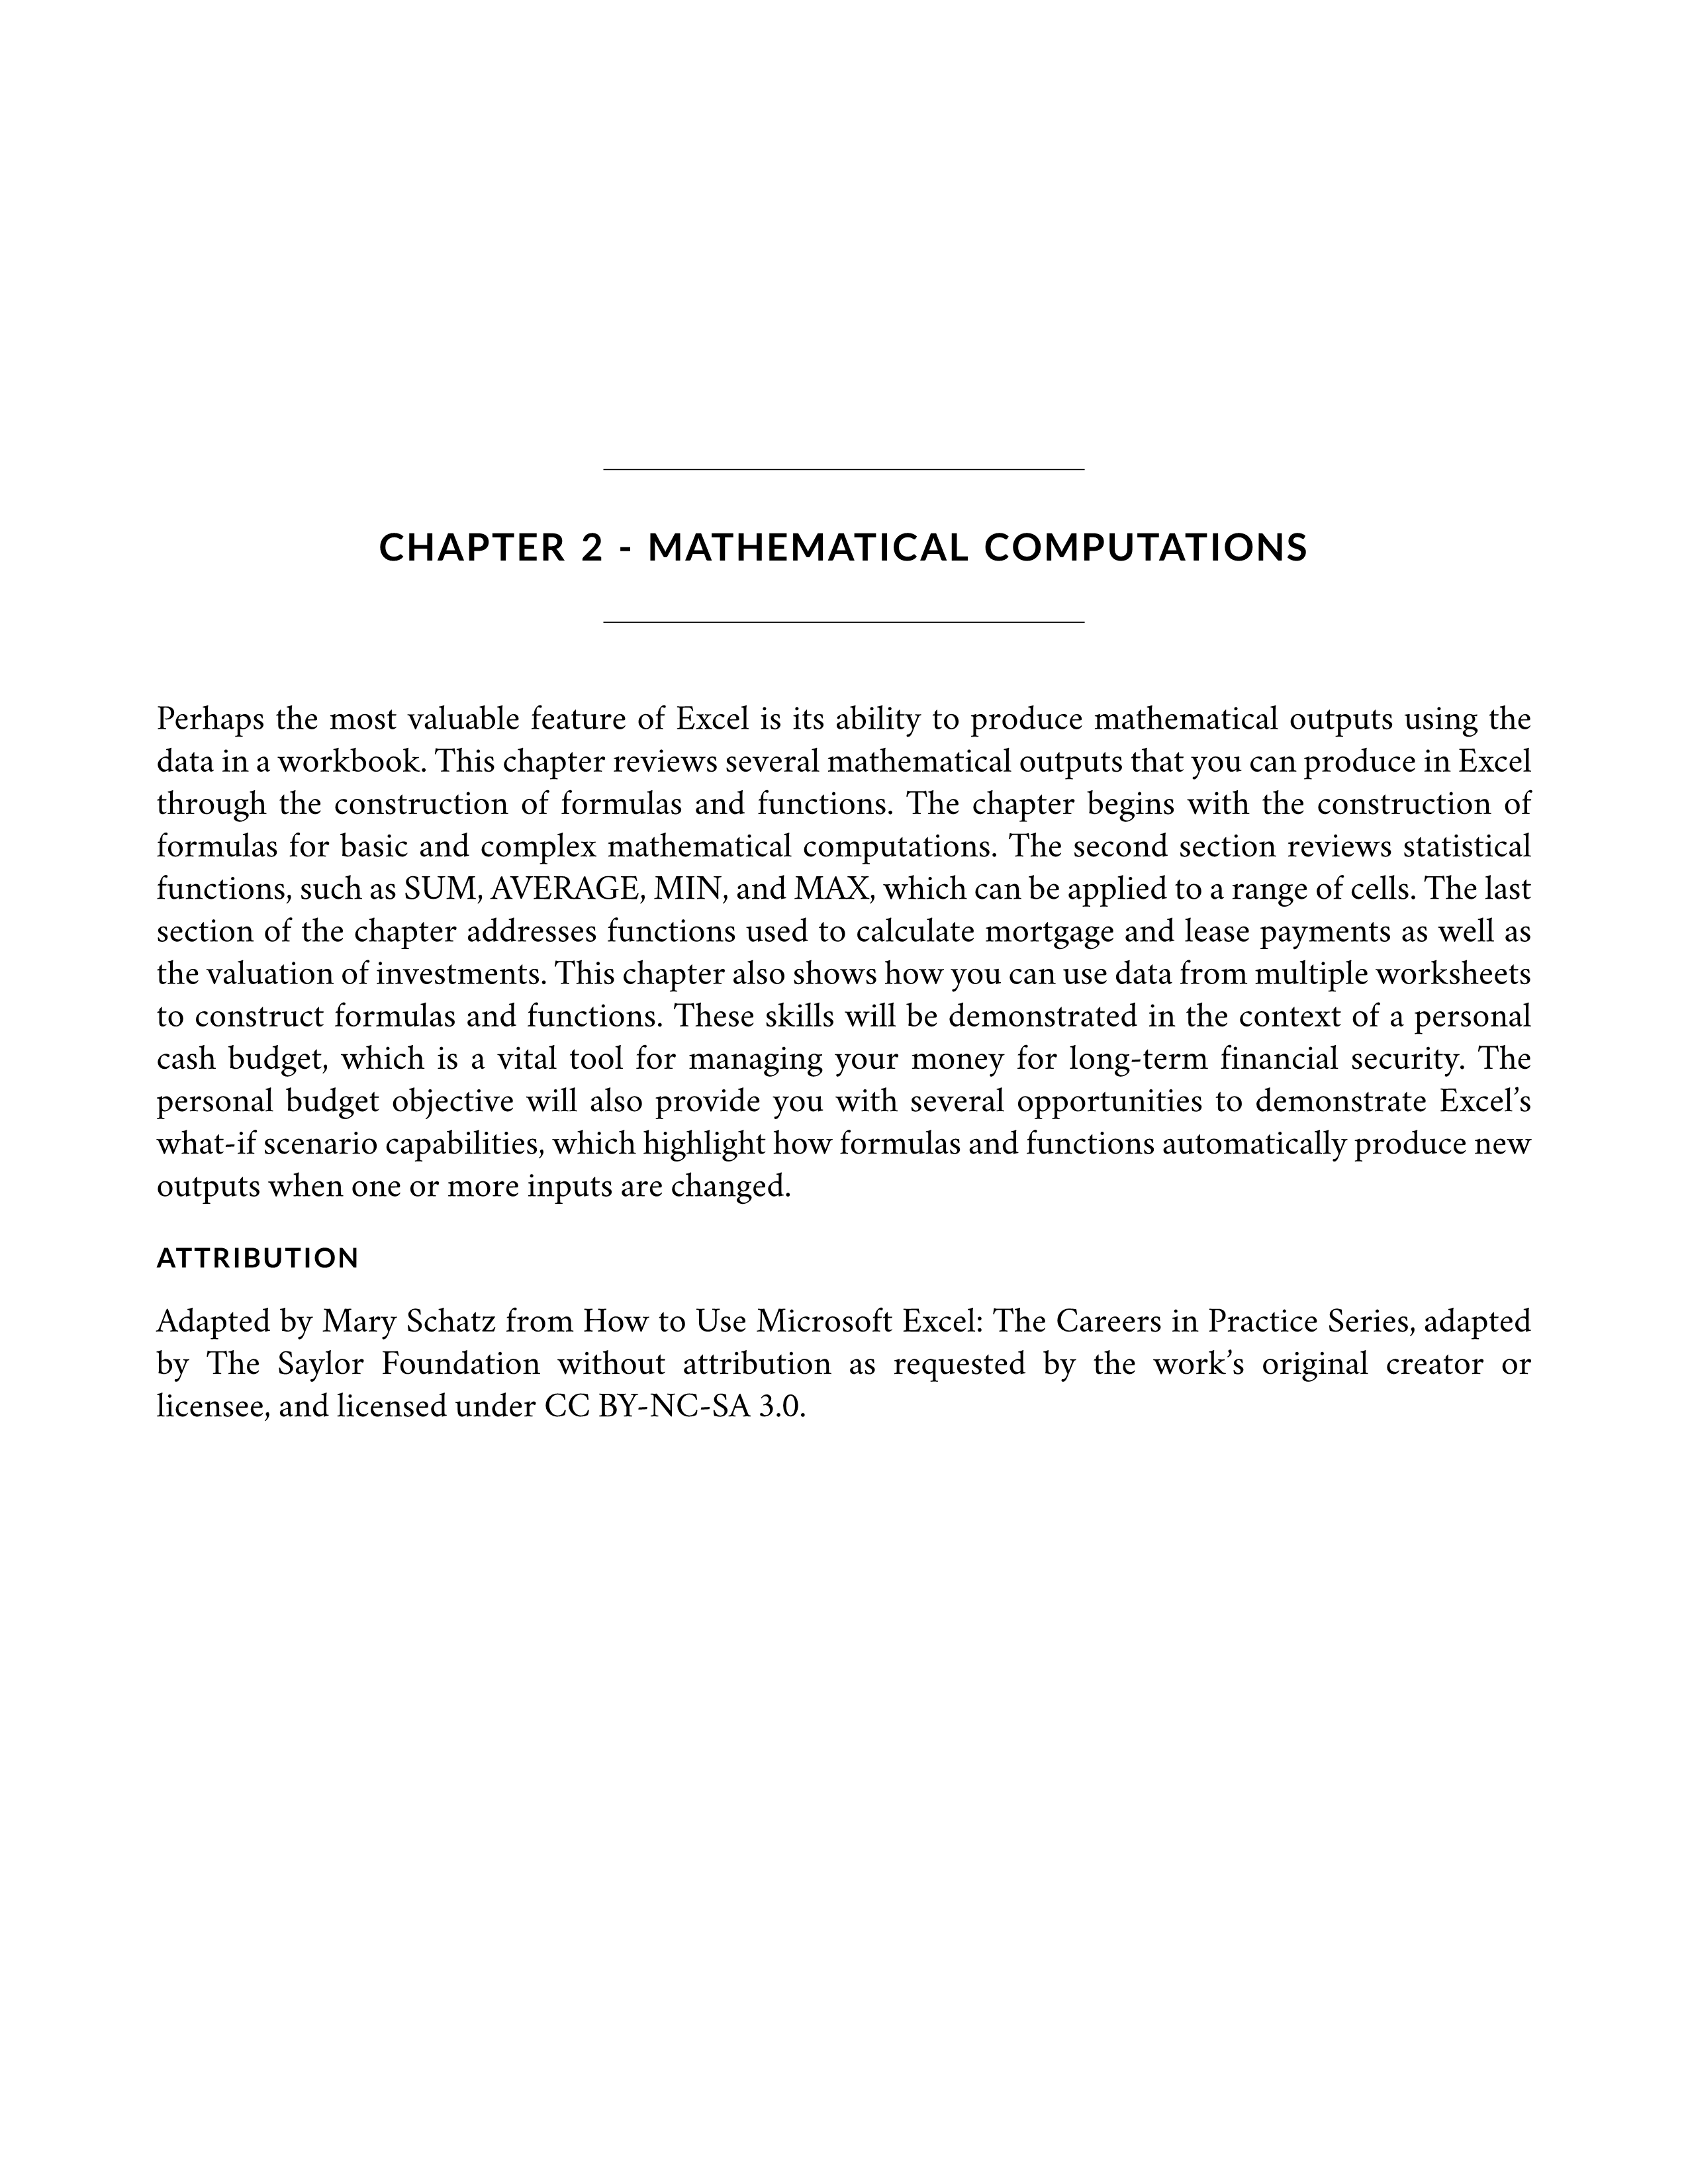 CHAPTER 2 - MATHEMATICAL COMPUTATIONS
Perhaps the most valuable feature of Excel is its ability to produce mathematical outputs using the
data in a workbook. This chapter reviews several mathematical outputs that you can produce in Excel
through the construction of formulas and functions. The chapter begins with the construction of
formulas for basic and complex mathematical computations. The second section reviews statistical
functions, such as SUM, AVERAGE, MIN, and MAX, which can be applied to a range of cells. The last
section of the chapter addresses functions used to calculate mortgage and lease payments as well as
the valuation of investments. This chapter also shows how you can use data from multiple worksheets
to construct formulas and functions. These skills will be demonstrated in the context of a personal
cash budget, which is a vital tool for managing your money for long-term financial security. The
personal budget objective will also provide you with several opportunities to demonstrate Excel’s
what-if scenario capabilities, which highlight how formulas and functions automatically produce new
outputs when one or more inputs are changed.
ATTRIBUTION
Adapted by Mary Schatz from How to Use Microsoft Excel: The Careers in Practice Series, adapted
by The Saylor Foundation without attribution as requested by the work’s original creator or
licensee, and licensed under CC BY-NC-SA 3.0.